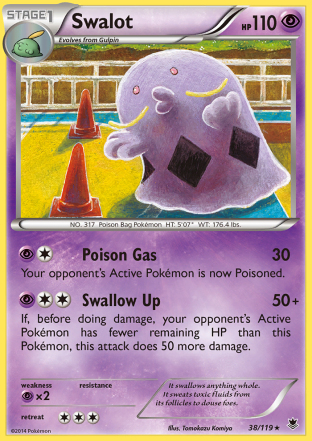 STAGE1
Swalot
HP110
Evolves from Gulpin
NO. 317 Poison Bag Pokémon HT: 5'07" WT: 176.4 lbs.
Poison Gas 30
Your opponent's Active Pokémon is now Poisoned.
Swallow Up 50+
If, before doing damage, your opponent's Active
Pokémon has fewer remaining HP than this
Pokémon, this attack does 50 more damage.
weakness resistance
×2
retreat
It swallows anything whole.
It sweats toxic fluids from
its follicles to douse foes.
Illus. Tomokazu Komiya
38/119 ★
©2014 Pokémon